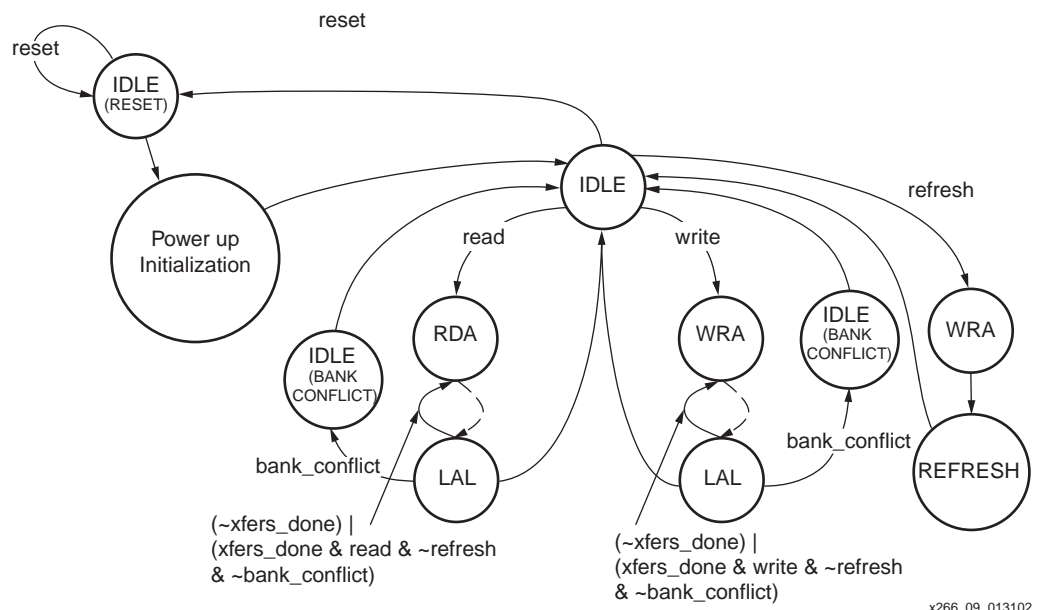 reset
reset
IDLE
(RESET)
Power up
Initialization
IDLE
refresh
read
write
RDA
WRA
IDLE
(BANK
CONFLICT)
WRA
IDLE
(BANK
CONFLICT)
bank_conflict
LAL
LAL
bank_conflict
REFRESH
(~xfers_done) |
(xfers_done & read & ~refresh
& ~bank_conflict)
(~xfers_done) |
(xfers_done & write & ~refresh
& ~bank_conflict)
x266_09_013102